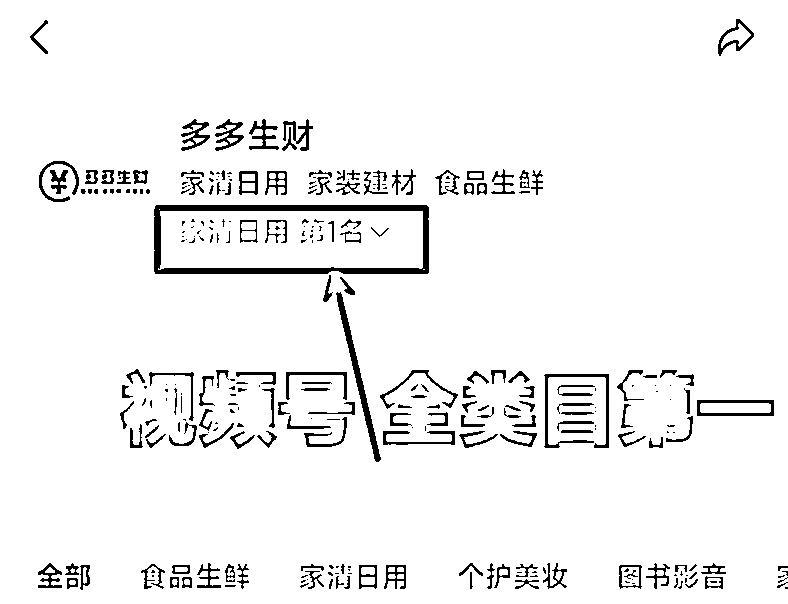 多多生财
多多生财
家清日用 家装建材 食品生鲜
家清日用 第1名
视频号 全类目第一
全部 食品生鲜 家清日用 个护美妆 图书影音